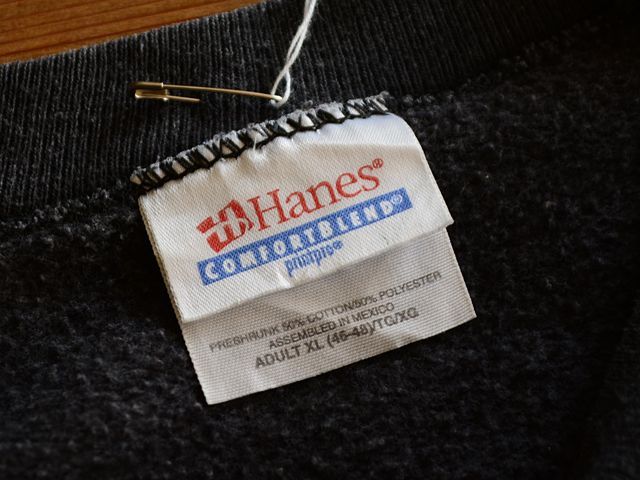 Hanes®
COMFORTBLEND®
printpro®
PRESHRUNK 50% COTTON/50% POLYESTER
ASSEMBLED IN MEXICO
ADULT XL (46-48)/TG/XG